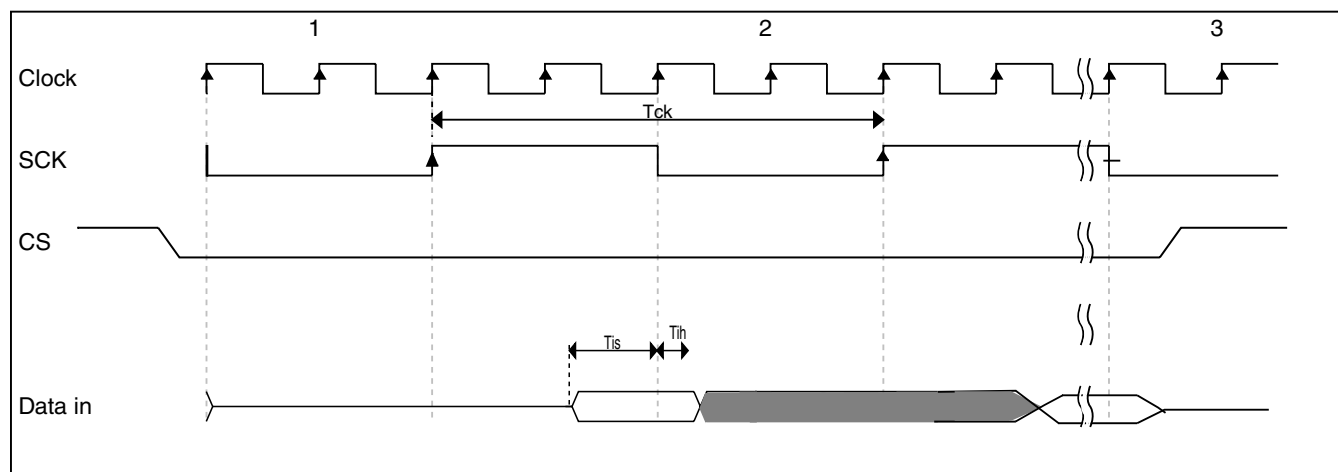 1 2 3
Clock
Tck
SCK
CS
Tis Tih
Data in